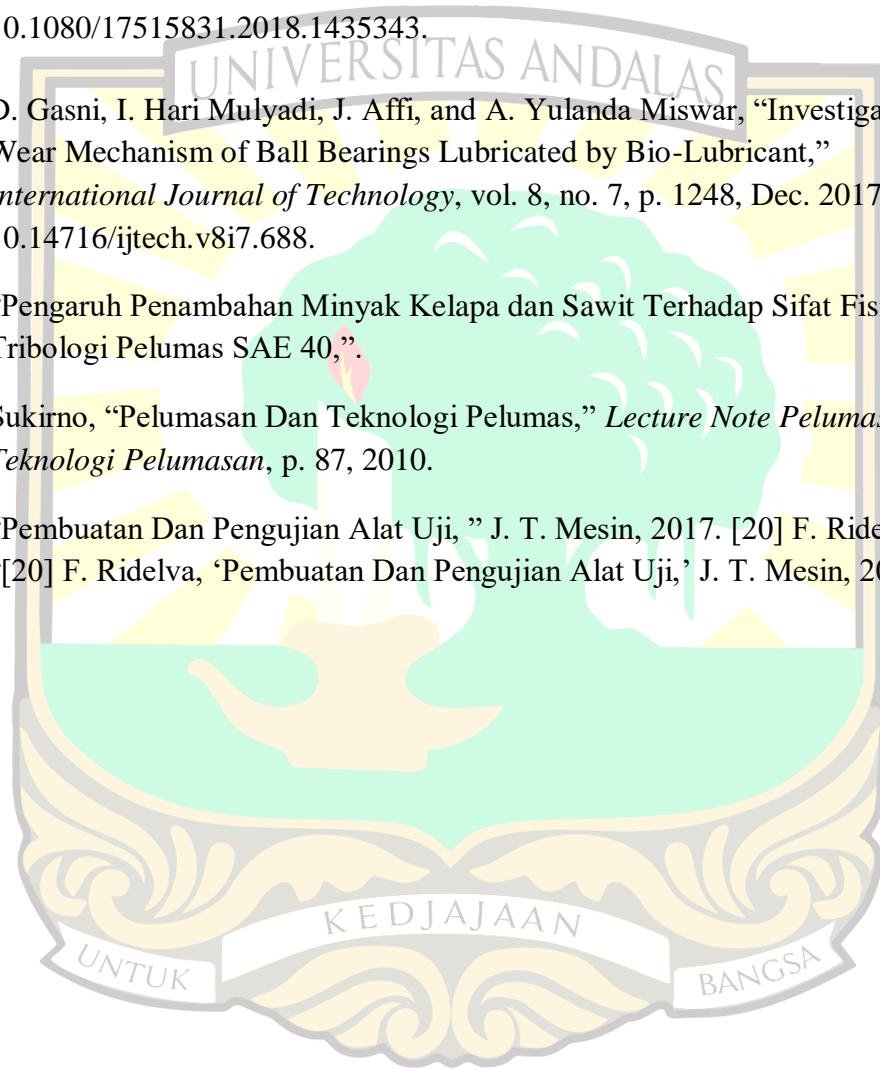 0.1080/17515831.2018.1435343.
UNIVERSITAS ANDALAS
D. Gasni, I. Hari Mulyadi, J. Affi, and A. Yulanda Miswar, “Investiga
Wear Mechanism of Ball Bearings Lubricated by Bio-Lubricant,”
nternational Journal of Technology, vol. 8, no. 7, p. 1248, Dec. 2017
0.14716/ijtech.v8i7.688.
“Pengaruh Penambahan Minyak Kelapa dan Sawit Terhadap Sifat Fis
Tribologi Pelumas SAE 40,”.
Sukirno, “Pelumasan Dan Teknologi Pelumas,” Lecture Note Pelumas
Teknologi Pelumasan, p. 87, 2010.
“Pembuatan Dan Pengujian Alat Uji, ” J. T. Mesin, 2017. [20] F. Ride
“[20] F. Ridelva, ‘Pembuatan Dan Pengujian Alat Uji,’ J. T. Mesin, 20
KEDJAJAAN
UNTUK
BANGSA